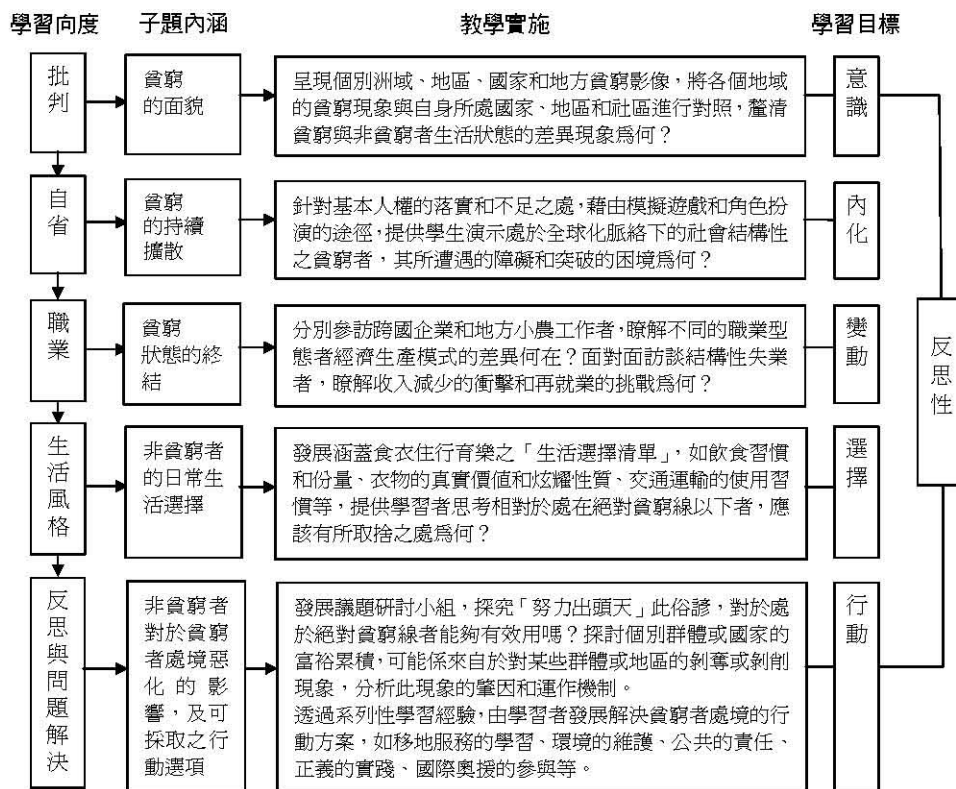 學習向度 子題內涵 教學實施 學習目標
批判
貧窮
的面貌
呈現個別洲域、地區、國家和地方貧窮影像，將各個地域
的貧窮現象與自身所處國家、地區和社區進行對照，釐清
貧窮與非貧窮者生活狀態的差異現象為何？
意識
自省
貧窮
的持續
擴散
針對基本人權的落實和不足之處，藉由模擬遊戲和角色扮
演的途徑，提供學生演示處於全球化脈絡下的社會結構性
之貧窮者，其所遭遇的障礙和突破的困境為何？
內化
職業
貧窮
狀態的終
結
分別參訪跨國企業和地方小農工作者，瞭解不同的職業型
態者經濟生產模式的差異何在？面對面訪談結構性失業
者，瞭解收入減少的衝擊和再就業的挑戰為何？
變動
生活風格
非貧窮者
的日常生
活選擇
發展涵蓋食衣住行育樂之「生活選擇清單」，如飲食習慣
和份量、衣物的真實價值和炫耀性質、交通運輸的使用習
慣等，提供學習者思考相對於處在絕對貧窮線以下者，應
該有所取捨之處為何？
選擇
反思與問題解決
非貧窮者
對於貧窮
者處境惡
化的影
響，及可
採取之行
動選項
發展議題研討小組，探究「努力出頭天」此俗諺，對於處
於絕對貧窮線者能夠有效用嗎？探討個別群體或國家的
富裕累積，可能係來自於對某些群體或地區的剝奪或剝削
現象，分析此現象的肇因和運作機制。
透過系列性學習經驗，由學習者發展解決貧窮者處境的行
動方案，如移地服務的學習、環境的維護、公共的責任、
正義的實踐、國際奧援的參與等。
行動
反思性